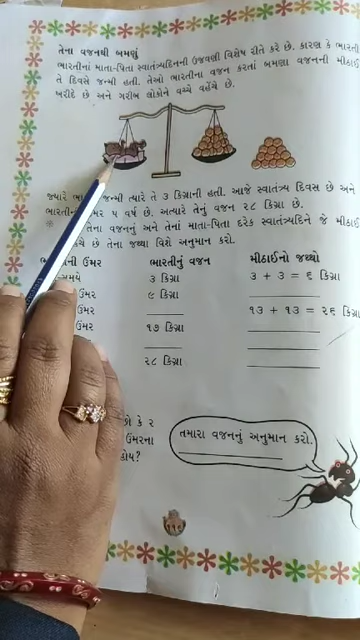 તેના વજનથી બમણું
ભારતીનાં માતા-પિતા સ્વાતંત્ર્યદિનની ઉજવણી વિશેષ રીતે કરે છે. કારણ કે ભારતી
તે દિવસે જન્મી હતી. તેઓ ભારતીના વજન કરતાં બમણા વજનની મીઠાઈ
ખરીદે છે અને ગરીબ લોકોને વચ્ચે વહેંચે છે.
જ્યારે જન્મી ત્યારે તે ૩ કિગ્રાની હતી. આજે સ્વાતંત્ર્ય દિવસ છે અને
ઉંમર ૫ વર્ષ છે. અત્યારે તેનું વજન ૨૮ કિગ્રા છે.
તેના વજનનું અને તેનાં માતા-પિતા દરેક સ્વાતંત્ર્યદિને જે મીઠાઈ
છે તેના જથ્થા વિશે અનુમાન કરો.
ઉંમર ભારતીનું વજન મીઠાઈનો જથ્થો
૩ કિગ્રા ૩ + ૩ = ૬ કિગ્રા
ઉંમર ૯ કિગ્રા
ઉંમર ૧૩ + ૧૩ = ૨૬ કિગ્રા
ઉંમર ૧૭ કિગ્રા
૨૮ કિગ્રા
કે ૨
ઉંમરના
તમારા વજનનું અનુમાન કરો.